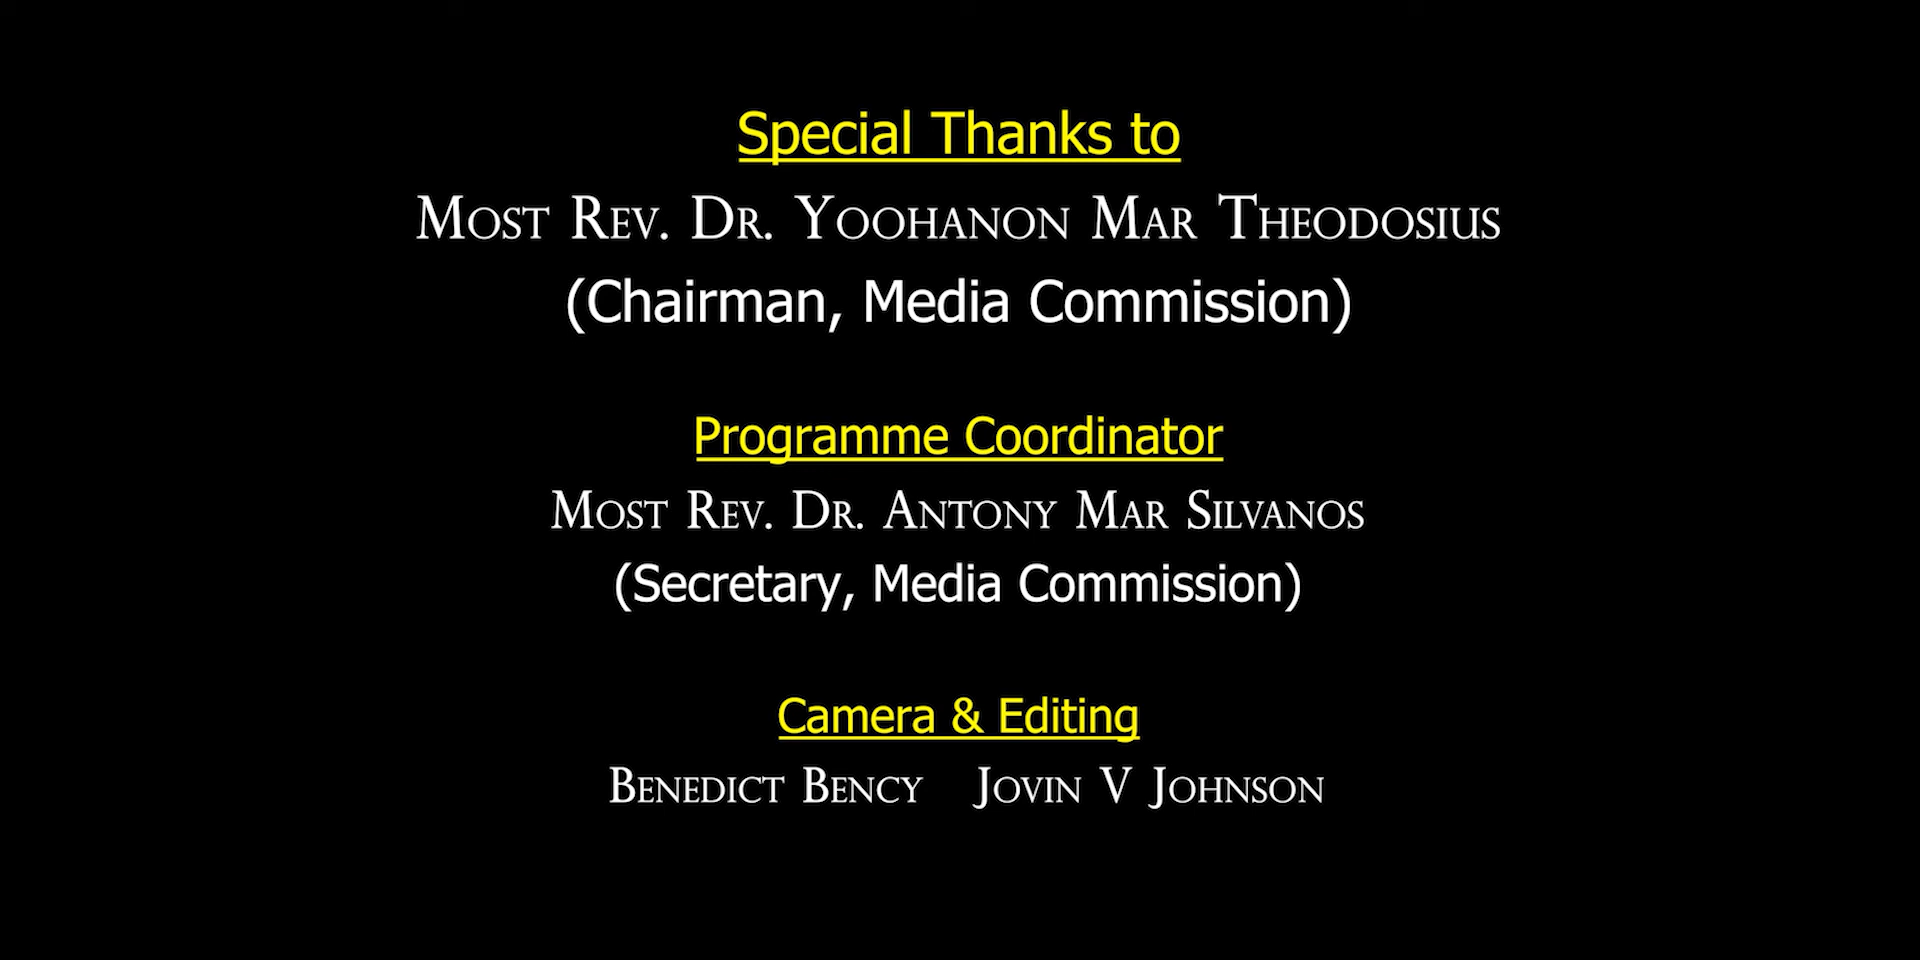 Special Thanks to
Most Rev. Dr. Yoohanon Mar Theodosius
(Chairman, Media Commission)
Programme Coordinator
Most Rev. Dr. Antony Mar Silvanos
(Secretary, Media Commission)
Camera & Editing
Benedict Bency Jovin V Johnson